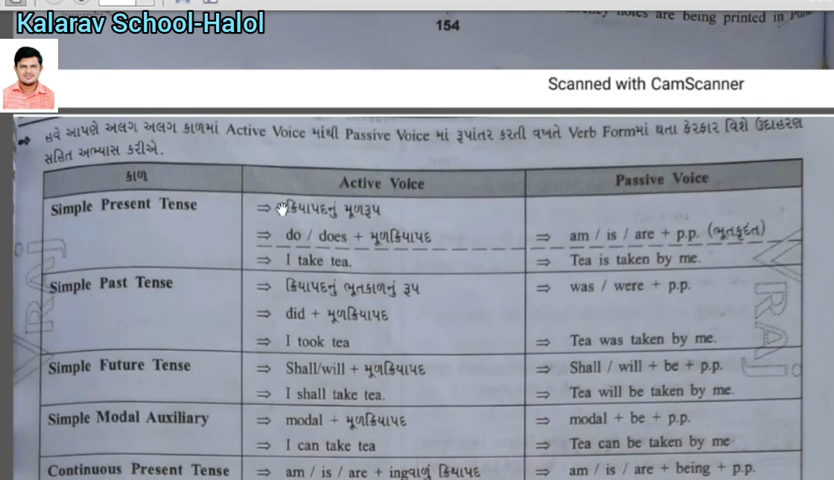 Kalarav School-Halol
notes are being printed in
154
Scanned with CamScanner
હવે આપણે અલગ અલગ કાળમાં Active Voice માંથી Passive Voice માં રૂપાંતર કરતી વખતે Verb Formમાં થતા ફેરફાર વિશે ઉદાહરણ
સહિત અભ્યાસ કરીએ.
કાળ Active Voice Passive Voice
Simple Present Tense ⇒ ક્રિયાપદનું મૂળરૂપ
⇒ do / does + મૂળક્રિયાપદ ⇒ am / is / are + p.p. (ભૂતકૃદંત)
⇒ I take tea. ⇒ Tea is taken by me.
Simple Past Tense ⇒ ક્રિયાપદનું ભૂતકાળનું રૂપ ⇒ was / were + p.p.
⇒ did + મૂળક્રિયાપદ
⇒ I took tea ⇒ Tea was taken by me.
Simple Future Tense ⇒ Shall/will + મૂળક્રિયાપદ ⇒ Shall / will + be + p.p.
⇒ I shall take tea. ⇒ Tea will be taken by me.
Simple Modal Auxiliary ⇒ modal + મૂળક્રિયાપદ ⇒ modal + be + p.p.
⇒ I can take tea ⇒ Tea can be taken by me
Continuous Present Tense ⇒ am / is / are + ingવાળું ક્રિયાપદ ⇒ am / is / are + being + p.p.
VIRAJ
VIRAJ